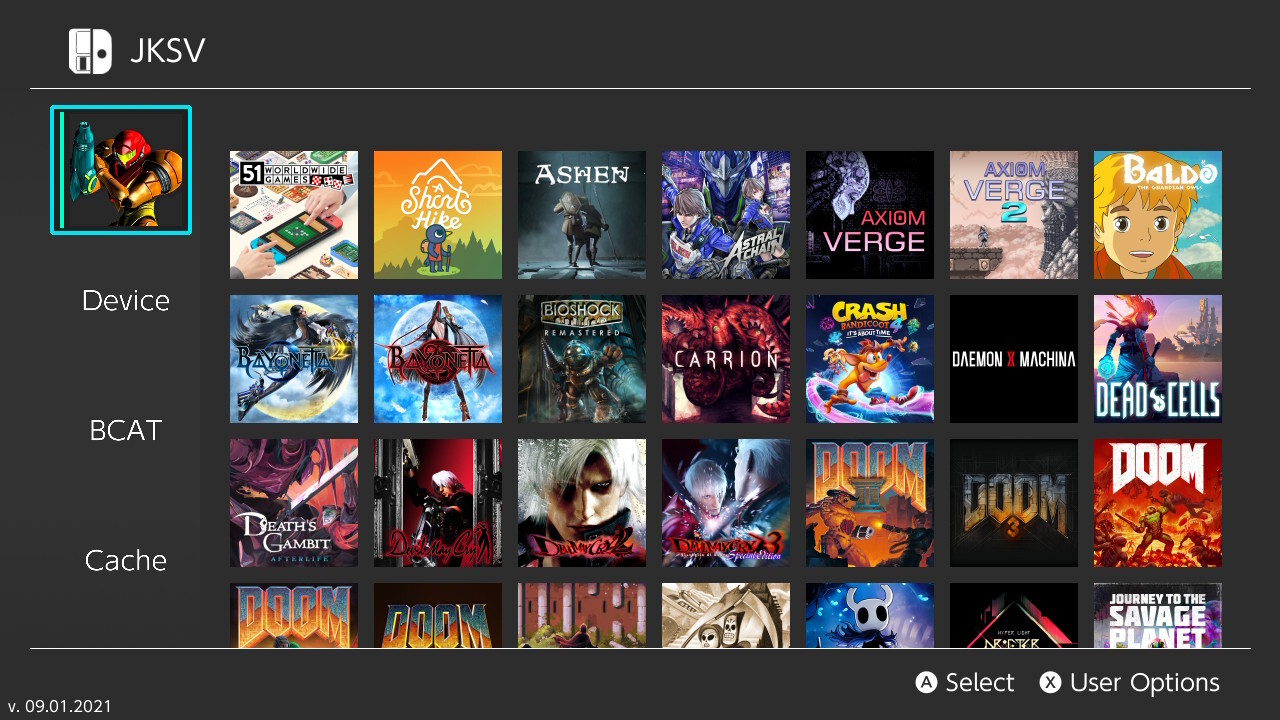 JKSV
51 WORLDWIDE
GAMES
A
Short
Hike
ASHEN
ASTRAL
CHAIN
AXIOM
VERGE
AXIOM
VERGE
2
BALDO
THE GUARDIAN OWLS
Device
BAYONETTA 2
BAYONETTA
BIOSHOCK
REMASTERED
CARRION
CRASH
BANDICOOT 4
IT'S ABOUT TIME
DAEMON X MACHINA
DEAD CELLS
BCAT
DEATH'S
GAMBIT
AFTERLIFE
Devil May Cry
Devil May Cry 2
Devil May Cry 3
Special Edition
DOOM
II
DOOM
3
DOOM
Cache
DOOM
DOOM
HYPER LIGHT
DRIFTER
JOURNEY TO THE
SAVAGE
PLANET
A Select
X User Options
v. 09.01.2021